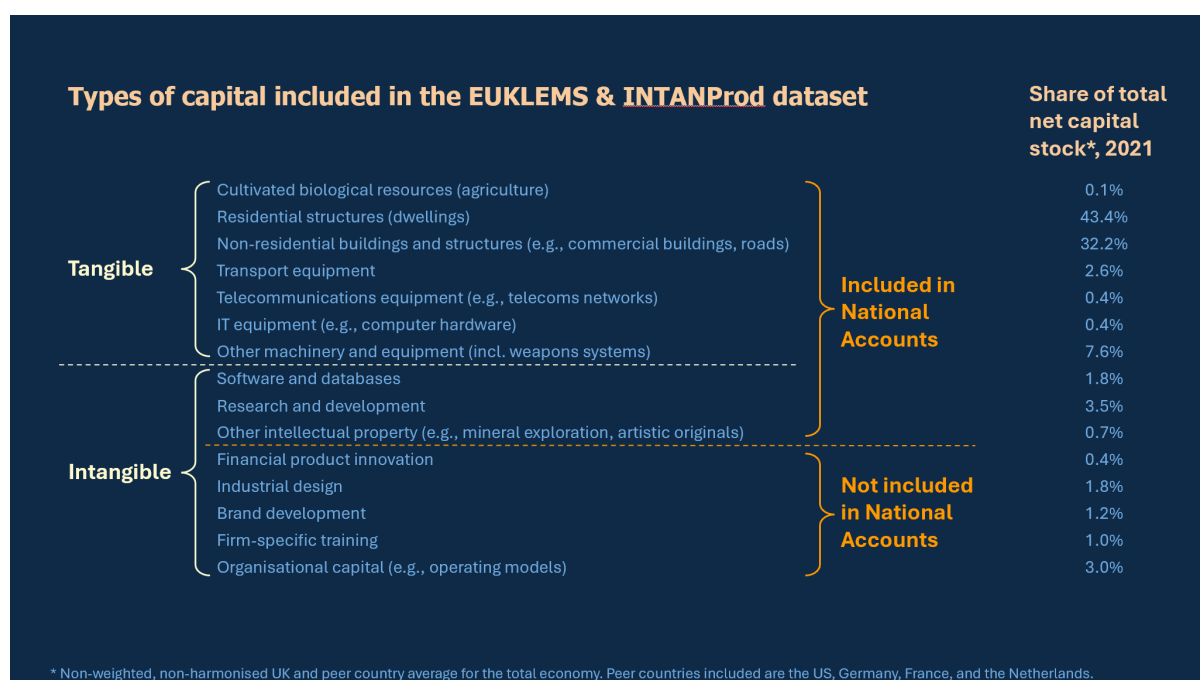 Types of capital included in the EUKLEMS & INTANProd dataset
Share of total
net capital
stock*, 2021
Tangible
Cultivated biological resources (agriculture) 0.1%
Residential structures (dwellings) 43.4%
Non-residential buildings and structures (e.g., commercial buildings, roads) 32.2%
Transport equipment 2.6%
Telecommunications equipment (e.g., telecoms networks) 0.4%
IT equipment (e.g., computer hardware) 0.4%
Other machinery and equipment (incl. weapons systems) 7.6%
Included in
National
Accounts
Intangible
Software and databases 1.8%
Research and development 3.5%
Other intellectual property (e.g., mineral exploration, artistic originals) 0.7%
Financial product innovation 0.4%
Industrial design 1.8%
Brand development 1.2%
Firm-specific training 1.0%
Organisational capital (e.g., operating models) 3.0%
Not included
in National
Accounts
* Non-weighted, non-harmonised UK and peer country average for the total economy. Peer countries included are the US, Germany, France, and the Netherlands.